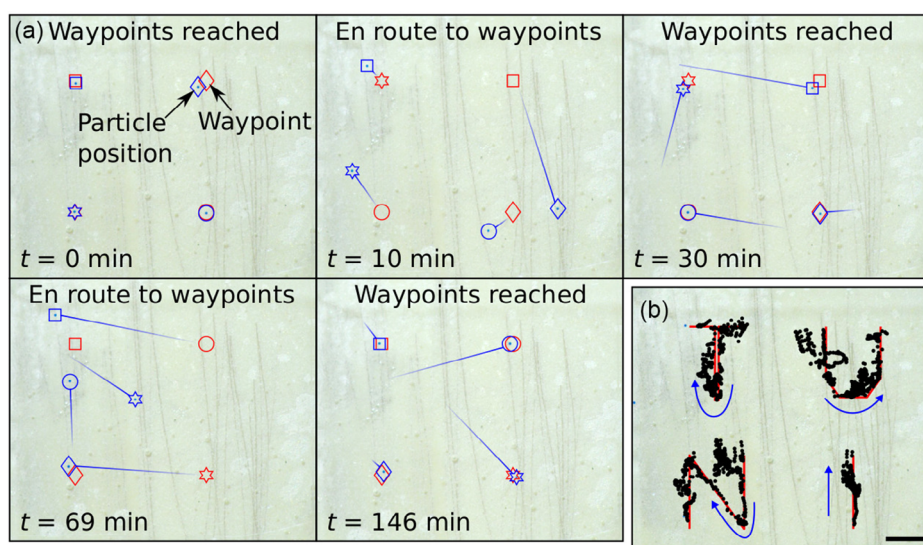 (a) Waypoints reached
En route to waypoints
Waypoints reached
Particle
position
Waypoint
t = 0 min
t = 10 min
t = 30 min
En route to waypoints
Waypoints reached
(b)
t = 69 min
t = 146 min